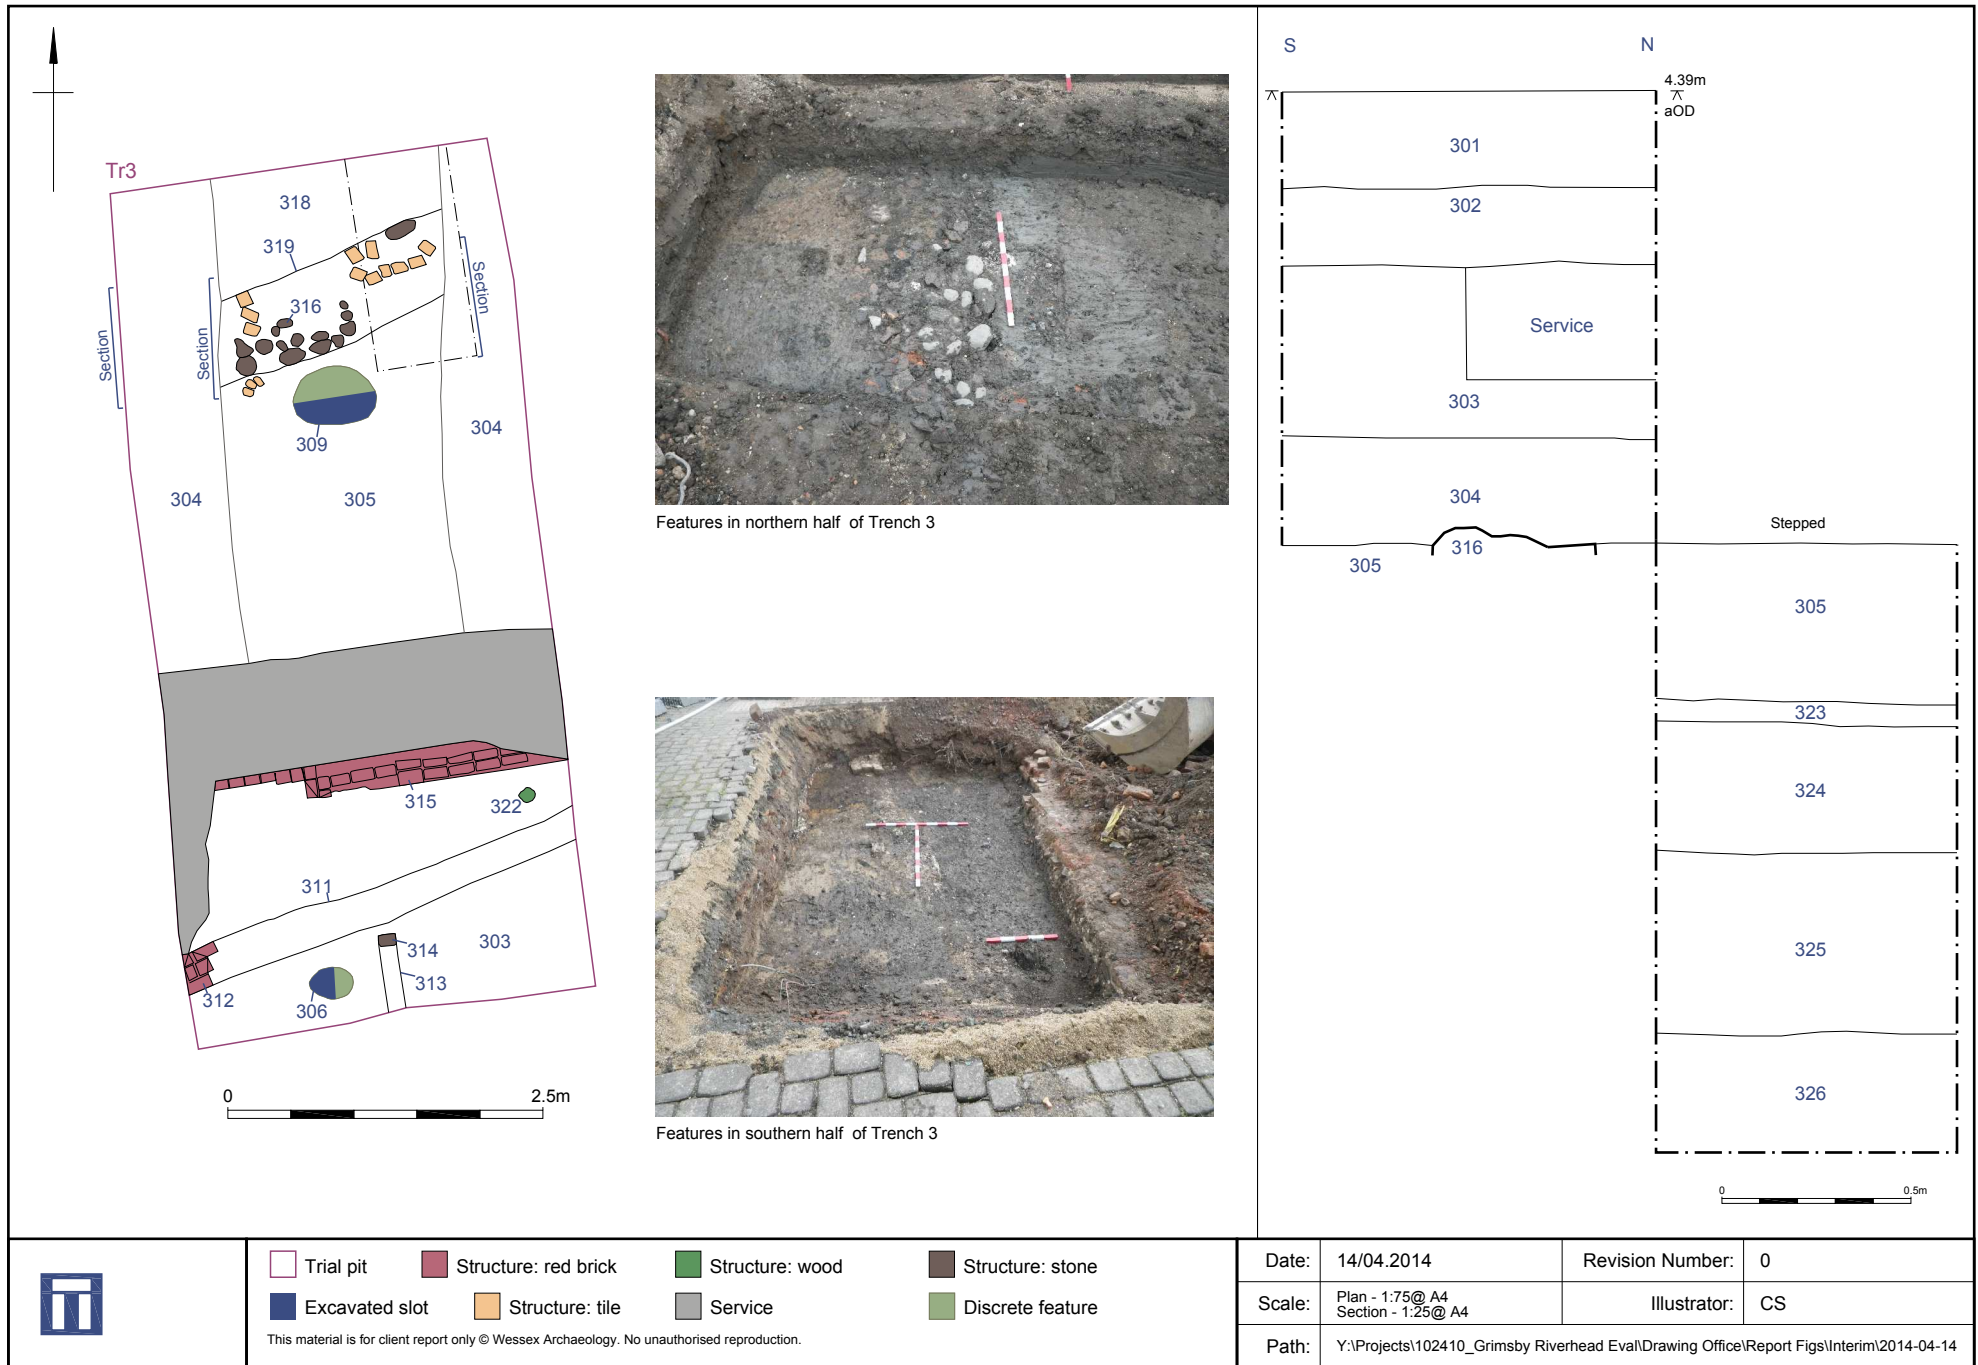 Tr3
318
319
316
Section
Section
Section
309
304
304
305
315
322
311
303
314
313
312
306
0 2.5m
Features in northern half of Trench 3
Features in southern half of Trench 3
S N
4.39m
aOD
301
302
Service
303
304
316
305
Stepped
305
323
324
325
326
0 0.5m
Trial pit
Structure: red brick
Structure: wood
Structure: stone
Excavated slot
Structure: tile
Service
Discrete feature
This material is for client report only © Wessex Archaeology. No unauthorised reproduction.
Date: 14/04.2014 Revision Number: 0
Scale: Plan - 1:75@ A4
Section - 1:25@ A4
Illustrator: CS
Path: Y:\Projects\102410_Grimsby Riverhead Eval\Drawing Office\Report Figs\Interim\2014-04-14